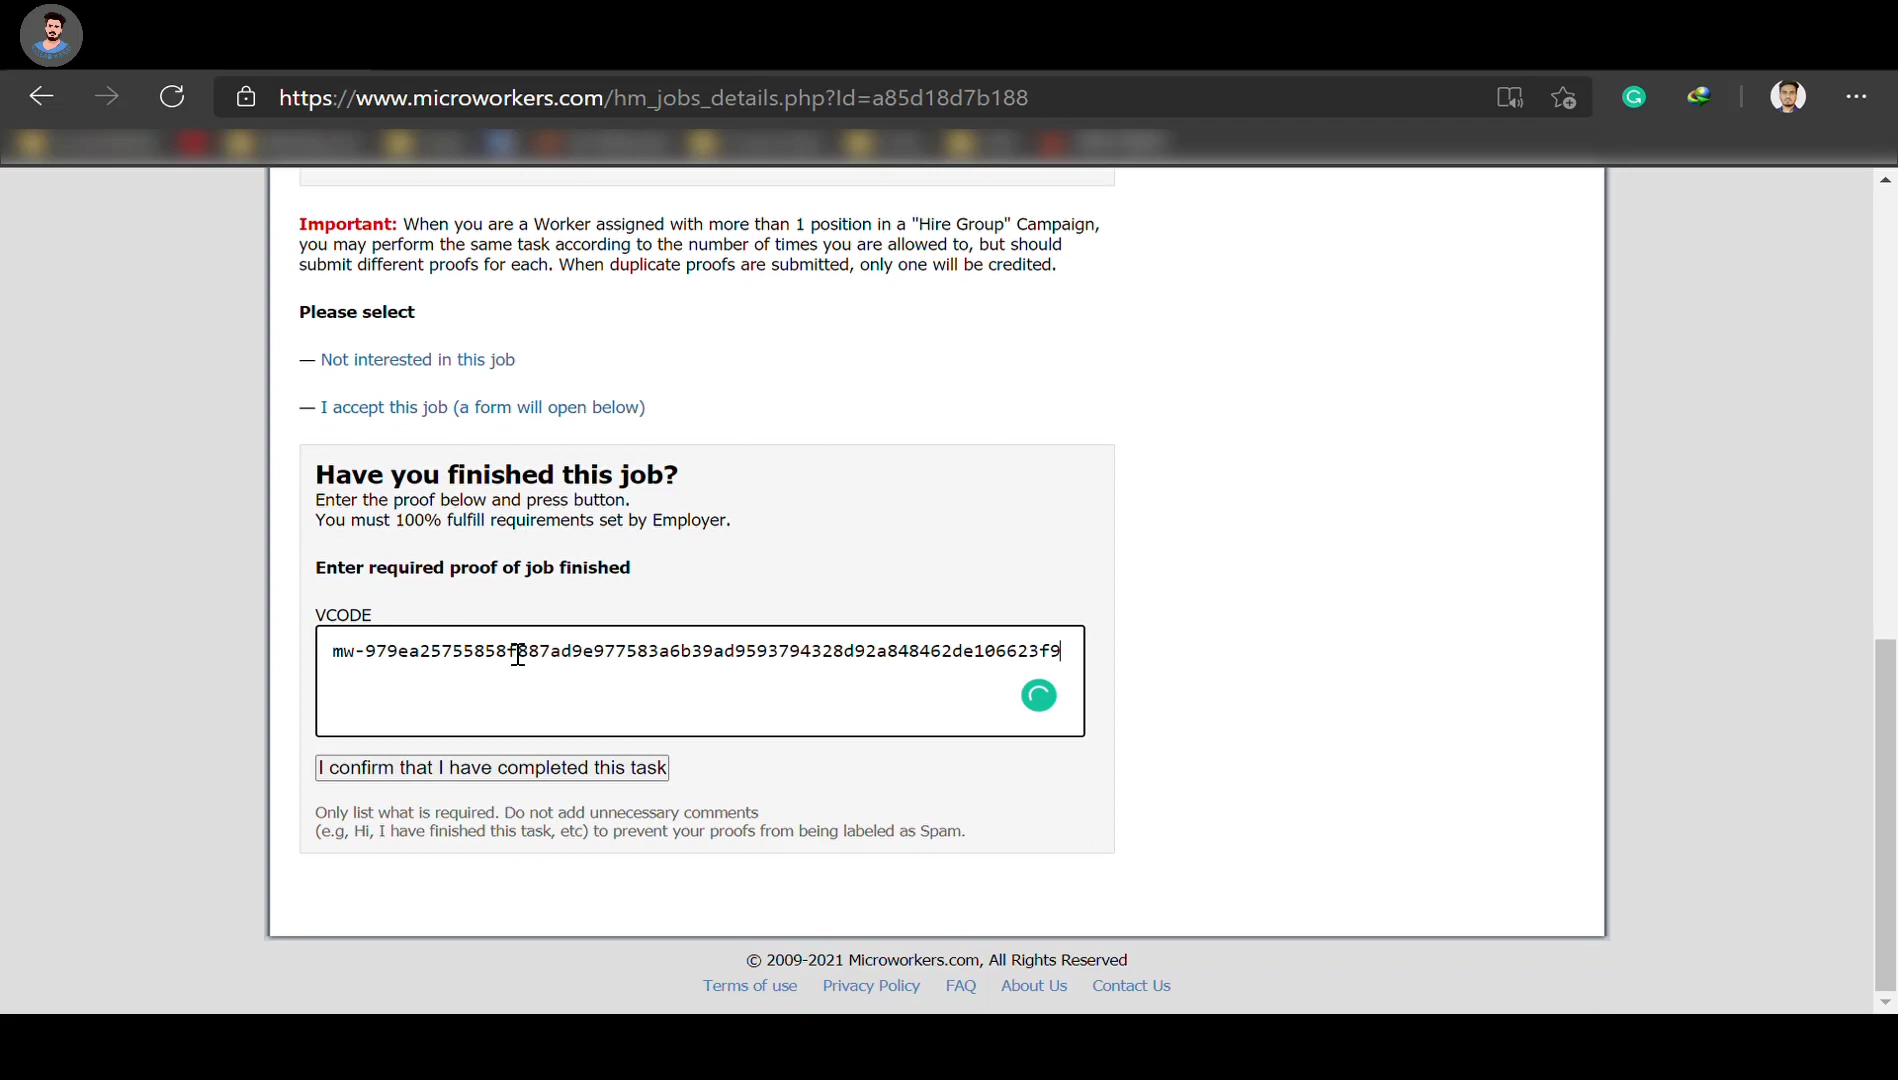 https://www.microworkers.com/hm_jobs_details.php?Id=a85d18d7b188
Important: When you are a Worker assigned with more than 1 position in a "Hire Group" Campaign,
you may perform the same task according to the number of times you are allowed to, but should
submit different proofs for each. When duplicate proofs are submitted, only one will be credited.
Please select
— Not interested in this job
— I accept this job (a form will open below)
Have you finished this job?
Enter the proof below and press button.
You must 100% fulfill requirements set by Employer.
Enter required proof of job finished
VCODE
mw-979ea25755858f887ad9e977583a6b39ad9593794328d92a848462de106623f9
I confirm that I have completed this task
Only list what is required. Do not add unnecessary comments
(e.g, Hi, I have finished this task, etc) to prevent your proofs from being labeled as Spam.
© 2009-2021 Microworkers.com, All Rights Reserved
Terms of use Privacy Policy FAQ About Us Contact Us